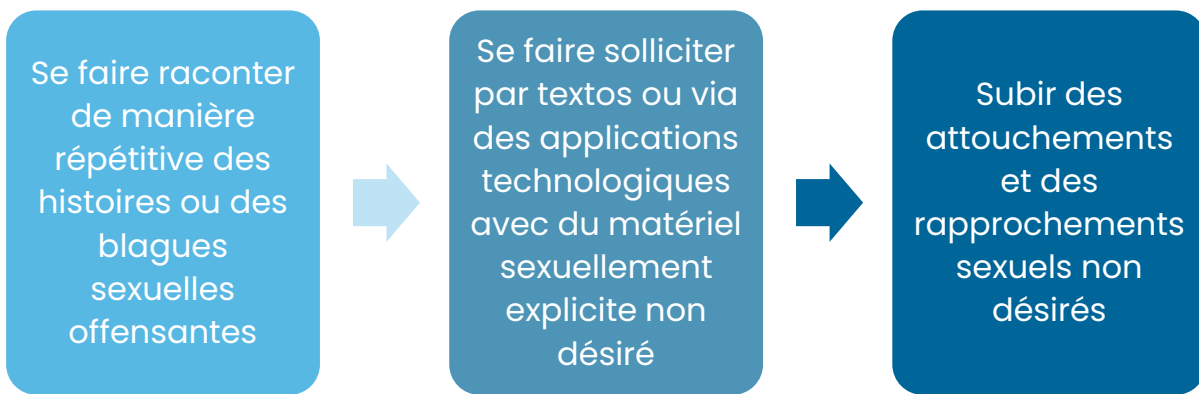 Se faire raconter
de manière
répétitive des
histoires ou des
blagues
sexuelles
offensantes
Se faire solliciter
par textos ou via
des applications
technologiques
avec du matériel
sexuellement
explicite non
désiré
Subir des
attouchements
et des
rapprochements
sexuels non
désirés